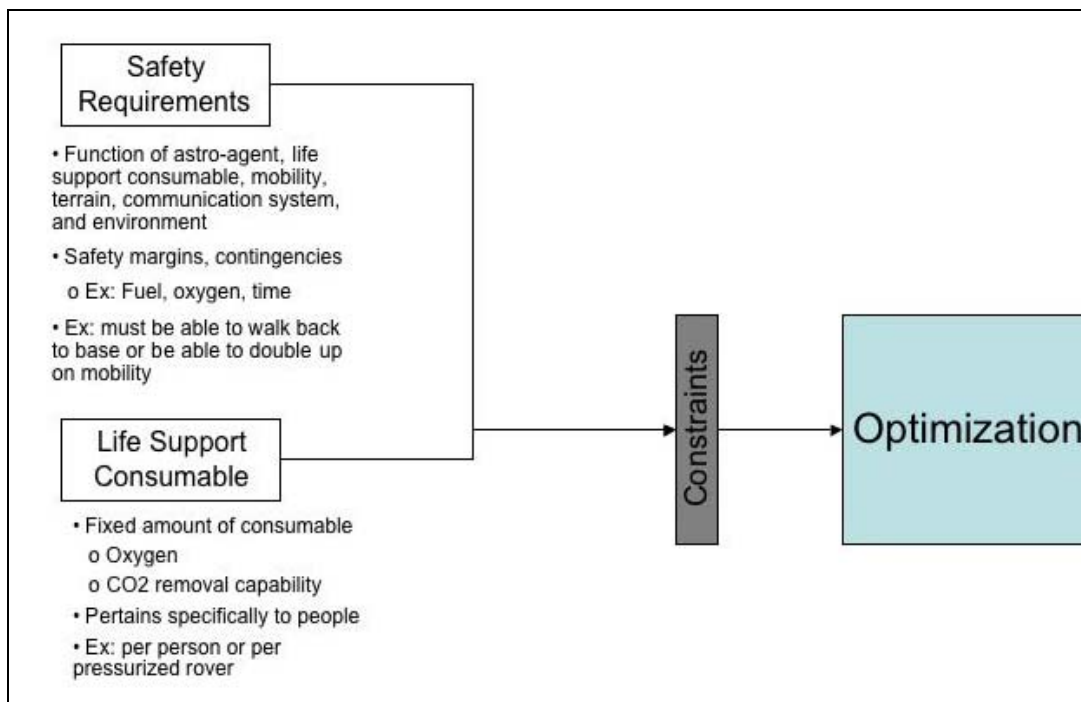 Safety
Requirements
• Function of astro-agent, life
support consumable, mobility,
terrain, communication system,
and environment
• Safety margins, contingencies
o Ex: Fuel, oxygen, time
• Ex: must be able to walk back
to base or be able to double up
on mobility
Life Support
Consumable
• Fixed amount of consumable
o Oxygen
o CO2 removal capability
• Pertains specifically to people
• Ex: per person or per
pressurized rover
Constraints
Optimization